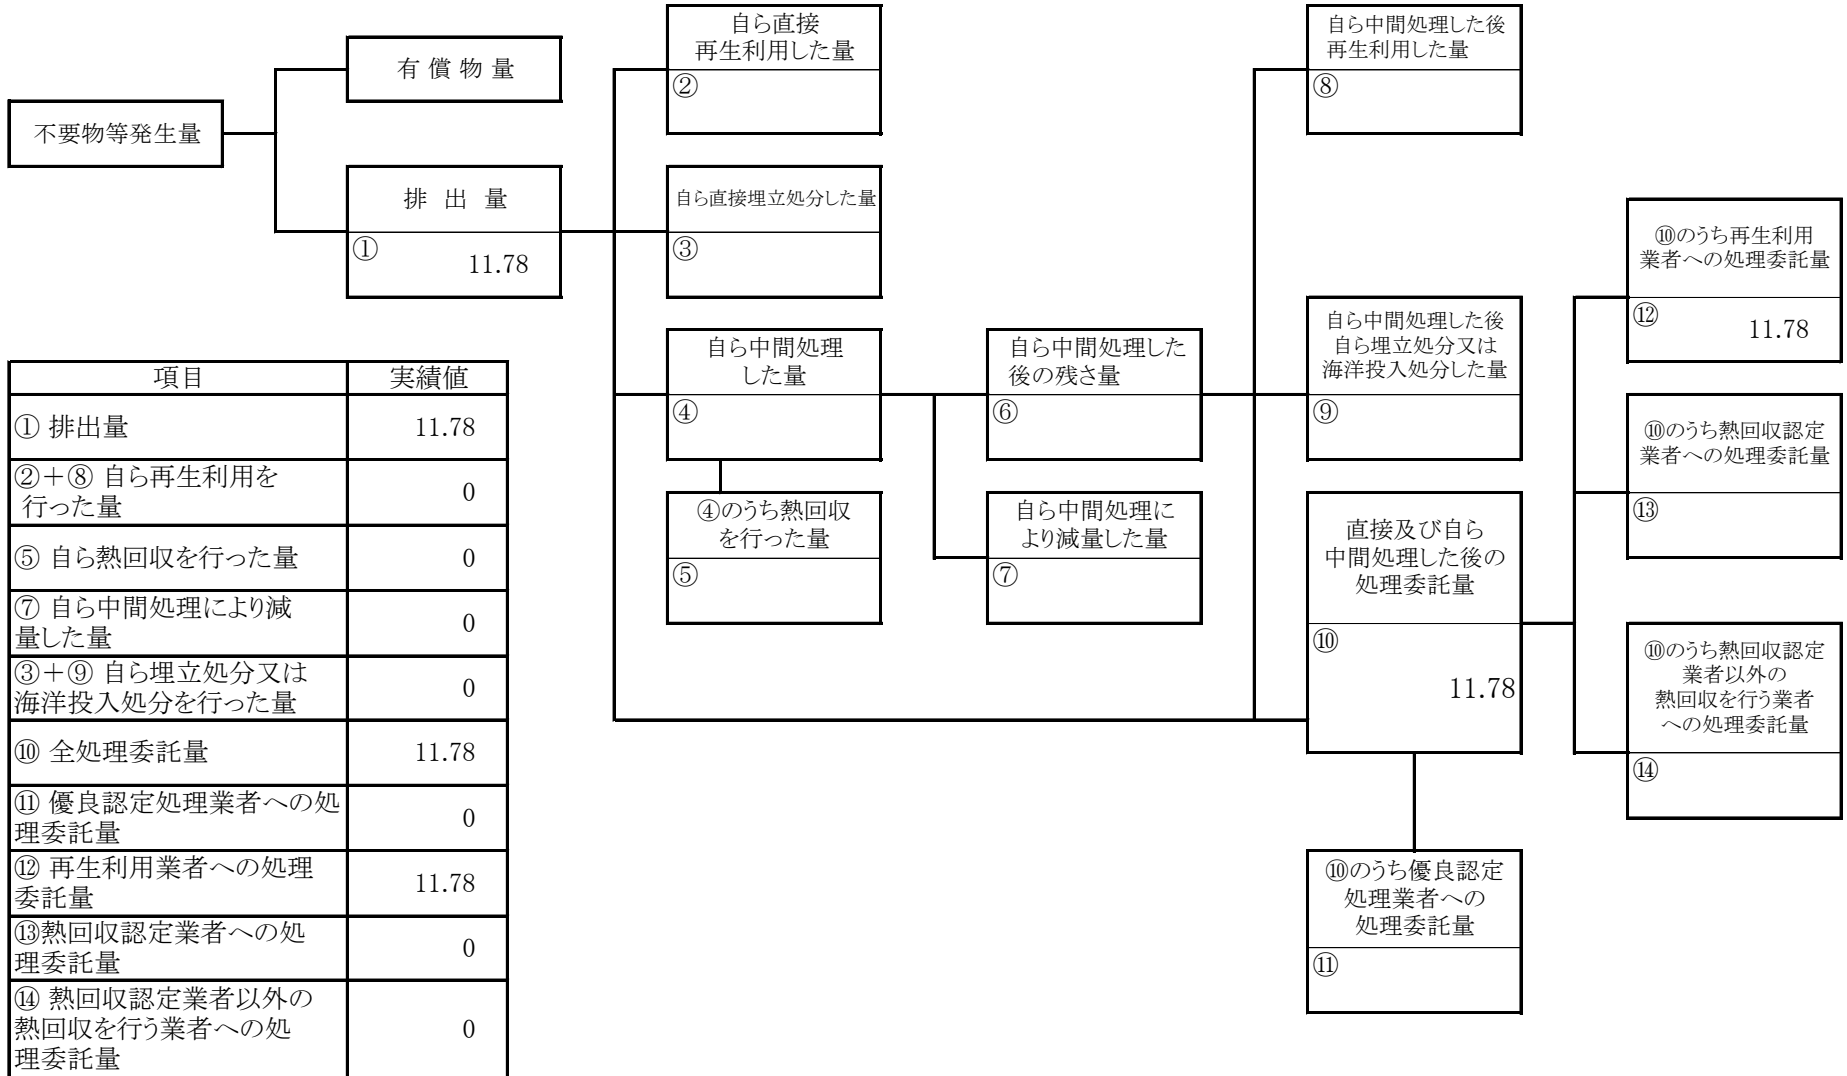 不要物等発生量
有 償 物 量
排 出 量
①
11.78
自ら直接
再生利用した量
②
自ら直接埋立処分した量
③
自ら中間処理
した量
④
④のうち熱回収
を行った量
⑤
自ら中間処理した
後の残さ量
⑥
自ら中間処理に
より減量した量
⑦
自ら中間処理した後
再生利用した量
⑧
自ら中間処理した後
自ら埋立処分又は
海洋投入処分した量
⑨
直接及び自ら
中間処理した後の
処理委託量
⑩
11.78
⑩のうち優良認定
処理業者への
処理委託量
⑪
⑩のうち再生利用
業者への処理委託量
⑫
11.78
⑩のうち熱回収認定
業者への処理委託量
⑬
⑩のうち熱回収認定
業者以外の
熱回収を行う業者
への処理委託量
⑭
項目 実績値
① 排出量 11.78
②＋⑧ 自ら再生利用を
行った量 0
⑤ 自ら熱回収を行った量 0
⑦ 自ら中間処理により減
量した量 0
③＋⑨ 自ら埋立処分又は
海洋投入処分を行った量 0
⑩ 全処理委託量 11.78
⑪ 優良認定処理業者への処
理委託量 0
⑫ 再生利用業者への処理
委託量 11.78
⑬熱回収認定業者への処
理委託量 0
⑭ 熱回収認定業者以外の
熱回収を行う業者への処
理委託量 0